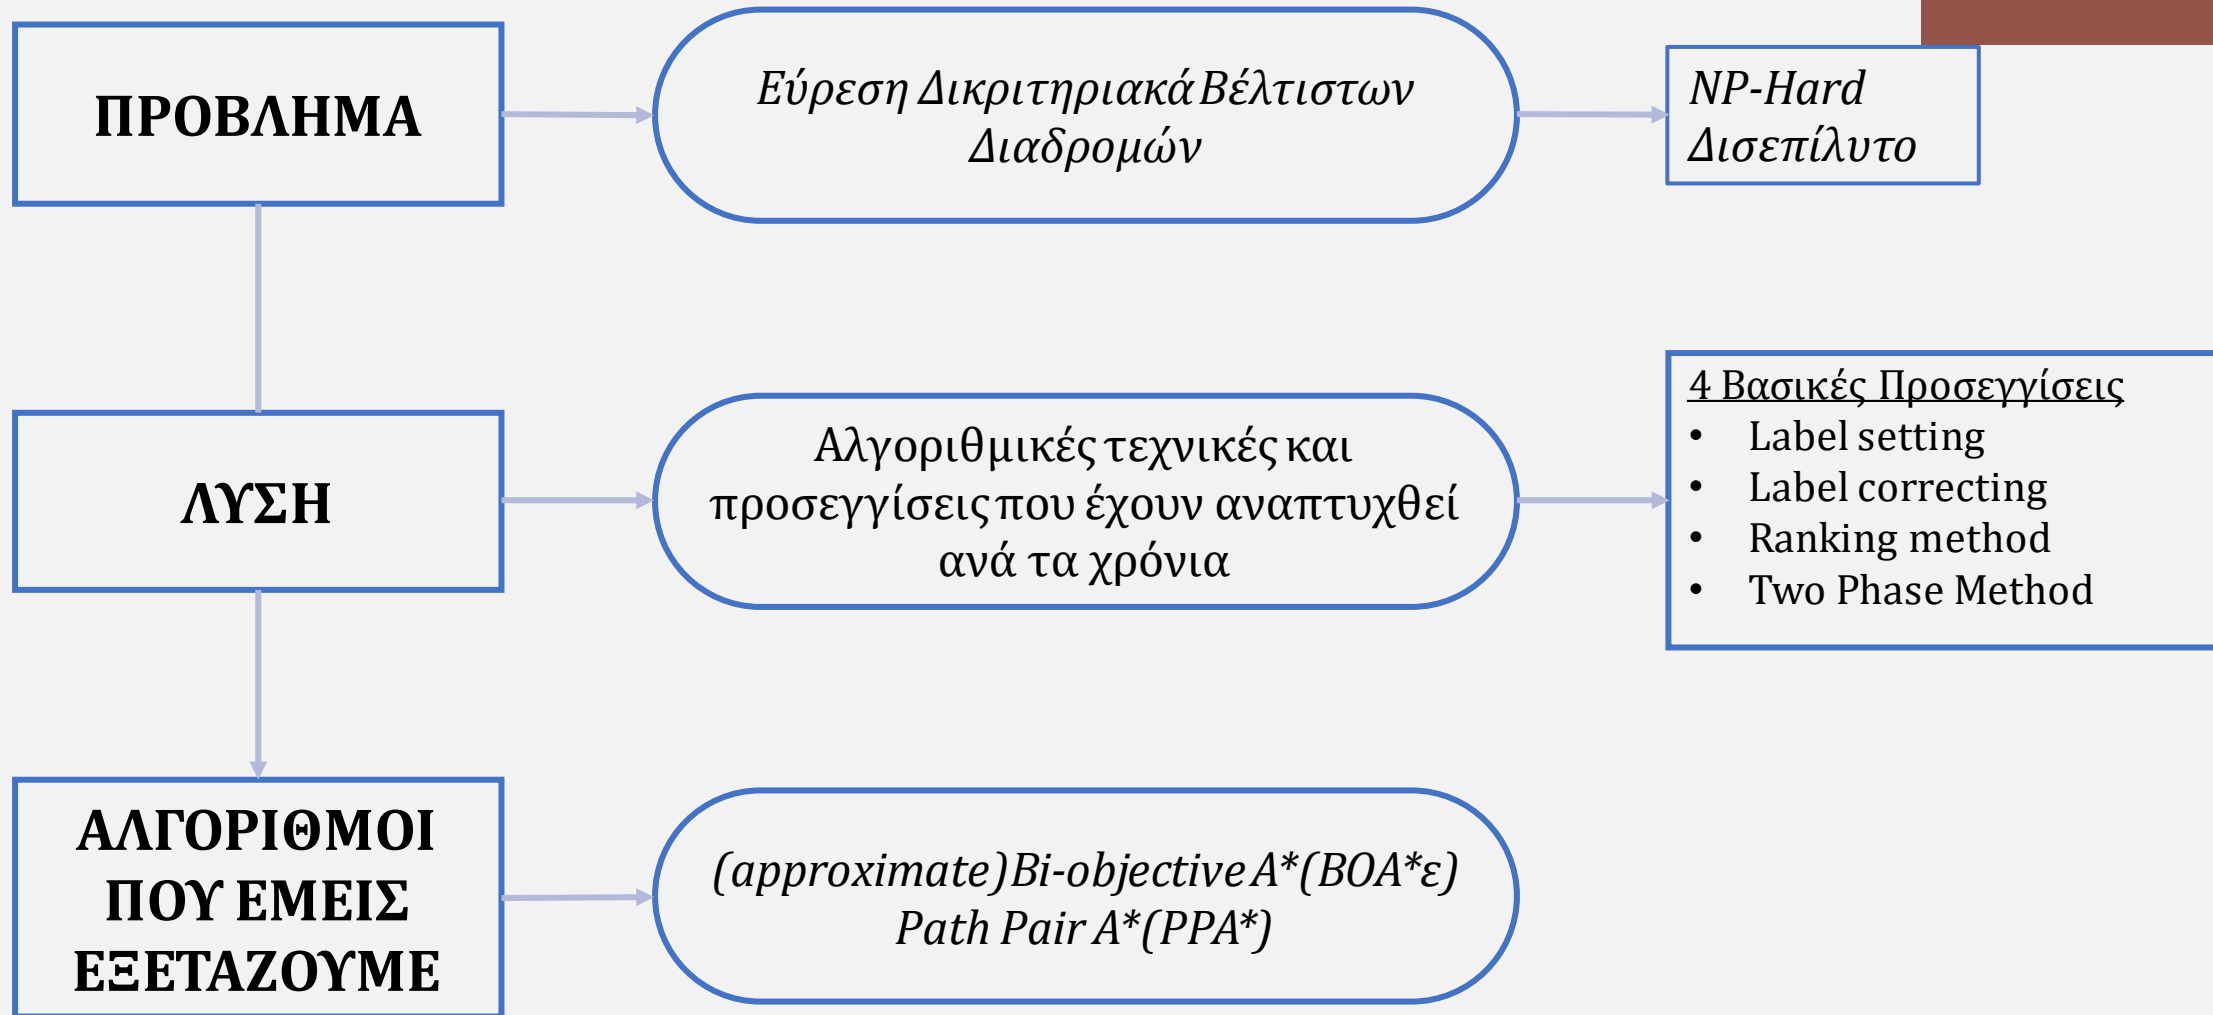 ΠΡΟΒΛΗΜΑ
Εύρεση Δικριτηριακά Βέλτιστων
Διαδρομών
NP-Hard
Δισεπίλυτο
ΛΥΣΗ
Αλγοριθμικές τεχνικές και
προσεγγίσεις που έχουν αναπτυχθεί
ανά τα χρόνια
4 Βασικές Προσεγγίσεις
• Label setting
• Label correcting
• Ranking method
• Two Phase Method
ΑΛΓΟΡΙΘΜΟΙ
ΠΟΥ ΕΜΕΙΣ
ΕΞΕΤΑΖΟΥΜΕ
(approximate) Bi-objective A*(BOA*ε)
Path Pair A*(PPA*)